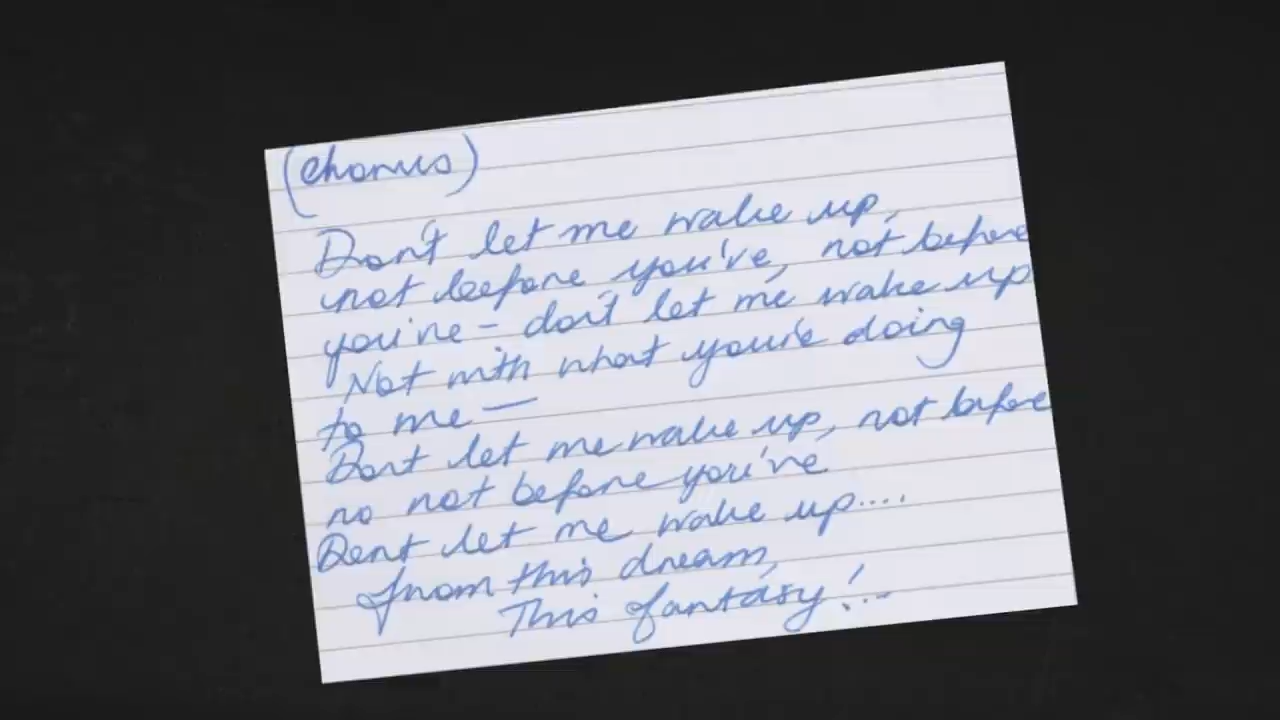 (Chorus)
Don't let me wake up,
not before you've, not before
you've - don't let me wake up
Not with what you're doing
to me —
Dont let me wake up, not before
no not before you've
Dont let me wake up....
from this dream,
This fantasy!..